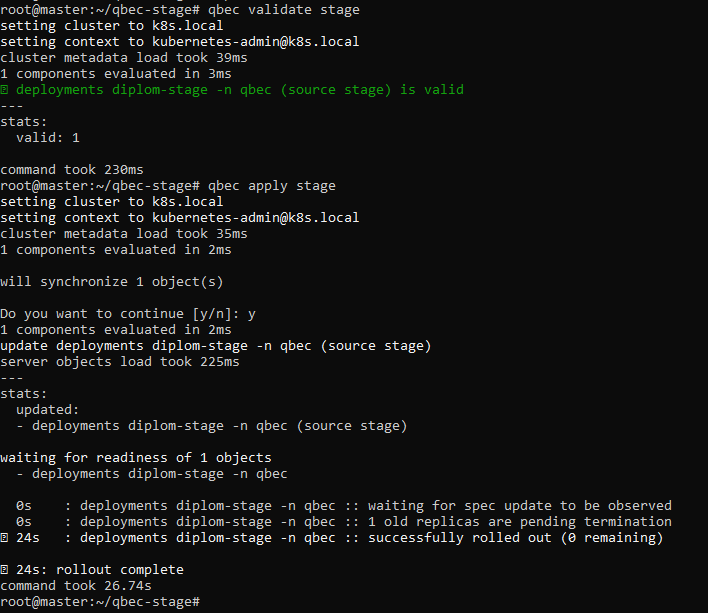 root@master:~/qbec-stage# qbec validate stage
setting cluster to k8s.local
setting context to kubernetes-admin@k8s.local
cluster metadata load took 39ms
1 components evaluated in 3ms
deployments diplom-stage -n qbec (source stage) is valid
---
stats:
  valid: 1

command took 230ms
root@master:~/qbec-stage# qbec apply stage
setting cluster to k8s.local
setting context to kubernetes-admin@k8s.local
cluster metadata load took 35ms
1 components evaluated in 2ms

will synchronize 1 object(s)

Do you want to continue [y/n]: y
1 components evaluated in 2ms
update deployments diplom-stage -n qbec (source stage)
server objects load took 225ms
---
stats:
  updated:
  - deployments diplom-stage -n qbec (source stage)

waiting for readiness of 1 objects
  - deployments diplom-stage -n qbec

  0s    : deployments diplom-stage -n qbec :: waiting for spec update to be observed
  0s    : deployments diplom-stage -n qbec :: 1 old replicas are pending termination
  24s   : deployments diplom-stage -n qbec :: successfully rolled out (0 remaining)

  24s: rollout complete
command took 26.74s
root@master:~/qbec-stage#